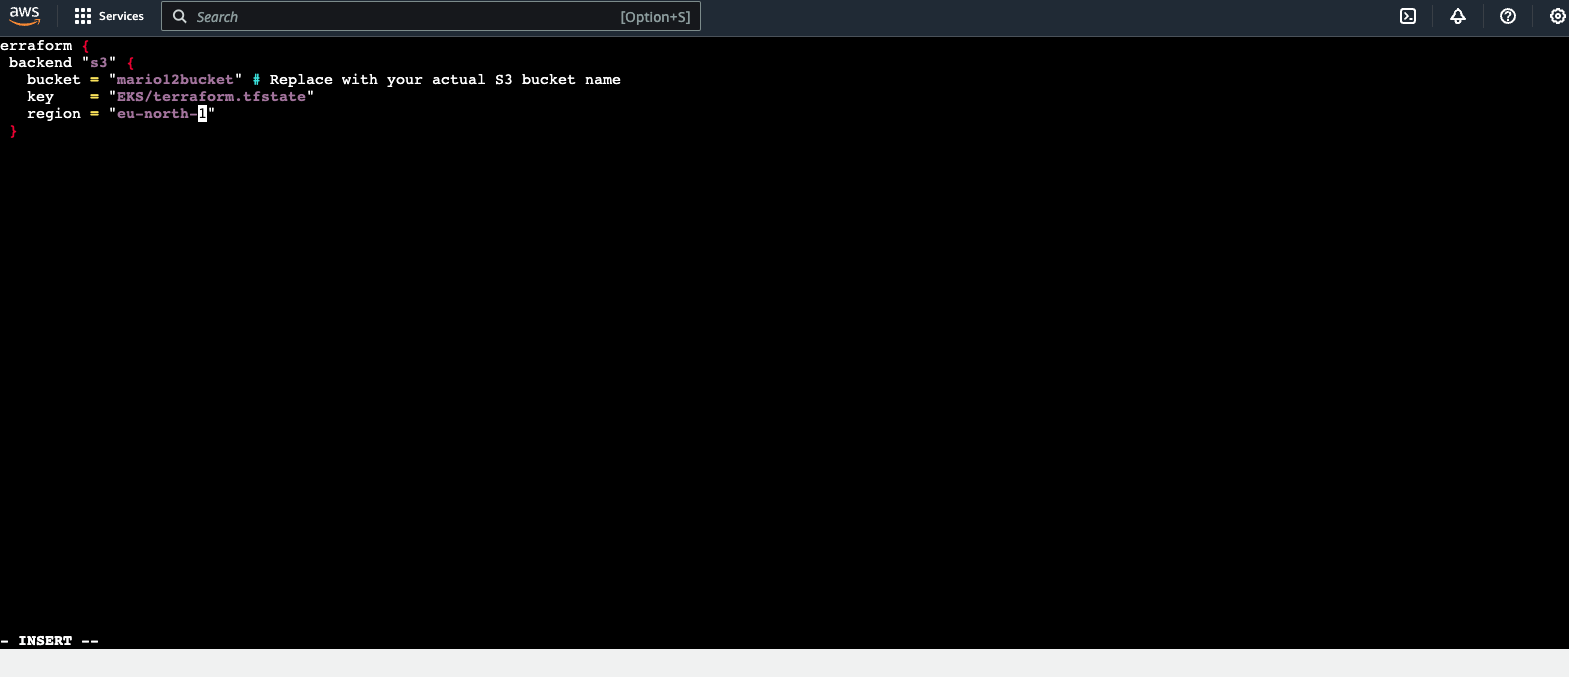 aws Services Search [Option+S]
erraform {
backend "s3" {
bucket = "mario12bucket" # Replace with your actual S3 bucket name
key = "EKS/terraform.tfstate"
region = "eu-north-1"
}
- INSERT --